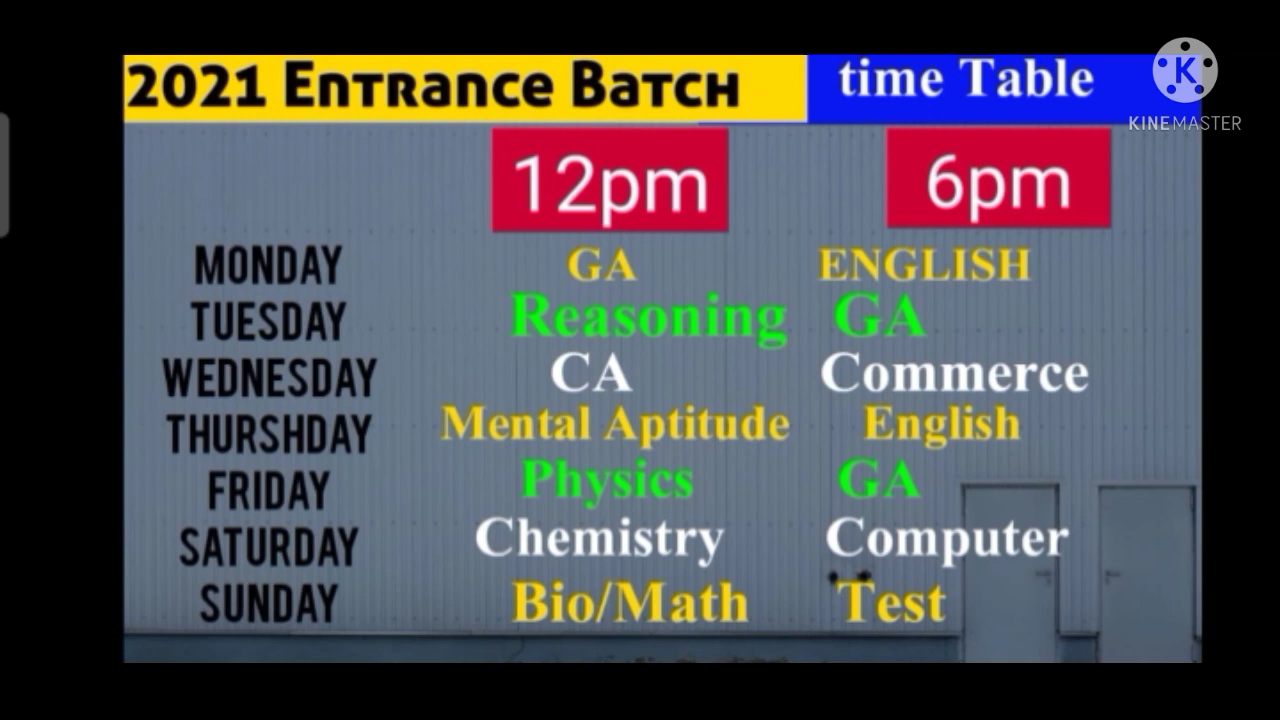 2021 Entrance Batch time Table
K
KINEMASTER
12pm 6pm
MONDAY GA ENGLISH
TUESDAY Reasoning GA
WEDNESDAY CA Commerce
THURSHDAY Mental Aptitude English
FRIDAY Physics GA
SATURDAY Chemistry Computer
SUNDAY Bio/Math Test